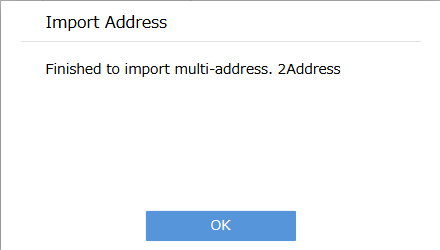 Import Address
Finished to import multi-address. 2Address
OK